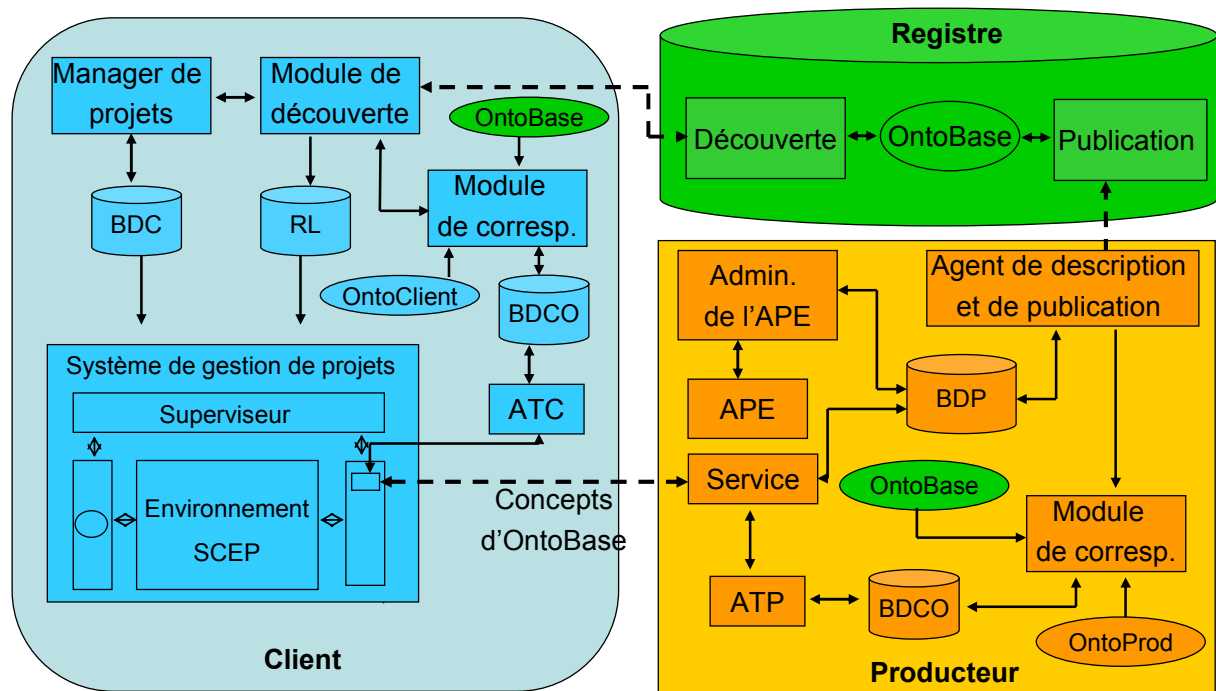 Manager de
projets
Module de
découverte
OntoBase
BDC
RL
Module
de corresp.
OntoClient
BDCO
Système de gestion de projets
Superviseur
ATC
Environnement
SCEP
Client
Concepts
d’OntoBase
Registre
Découverte
OntoBase
Publication
Admin.
de l’APE
Agent de description
et de publication
APE
BDP
Service
OntoBase
Module
de corresp.
ATP
BDCO
OntoProd
Producteur